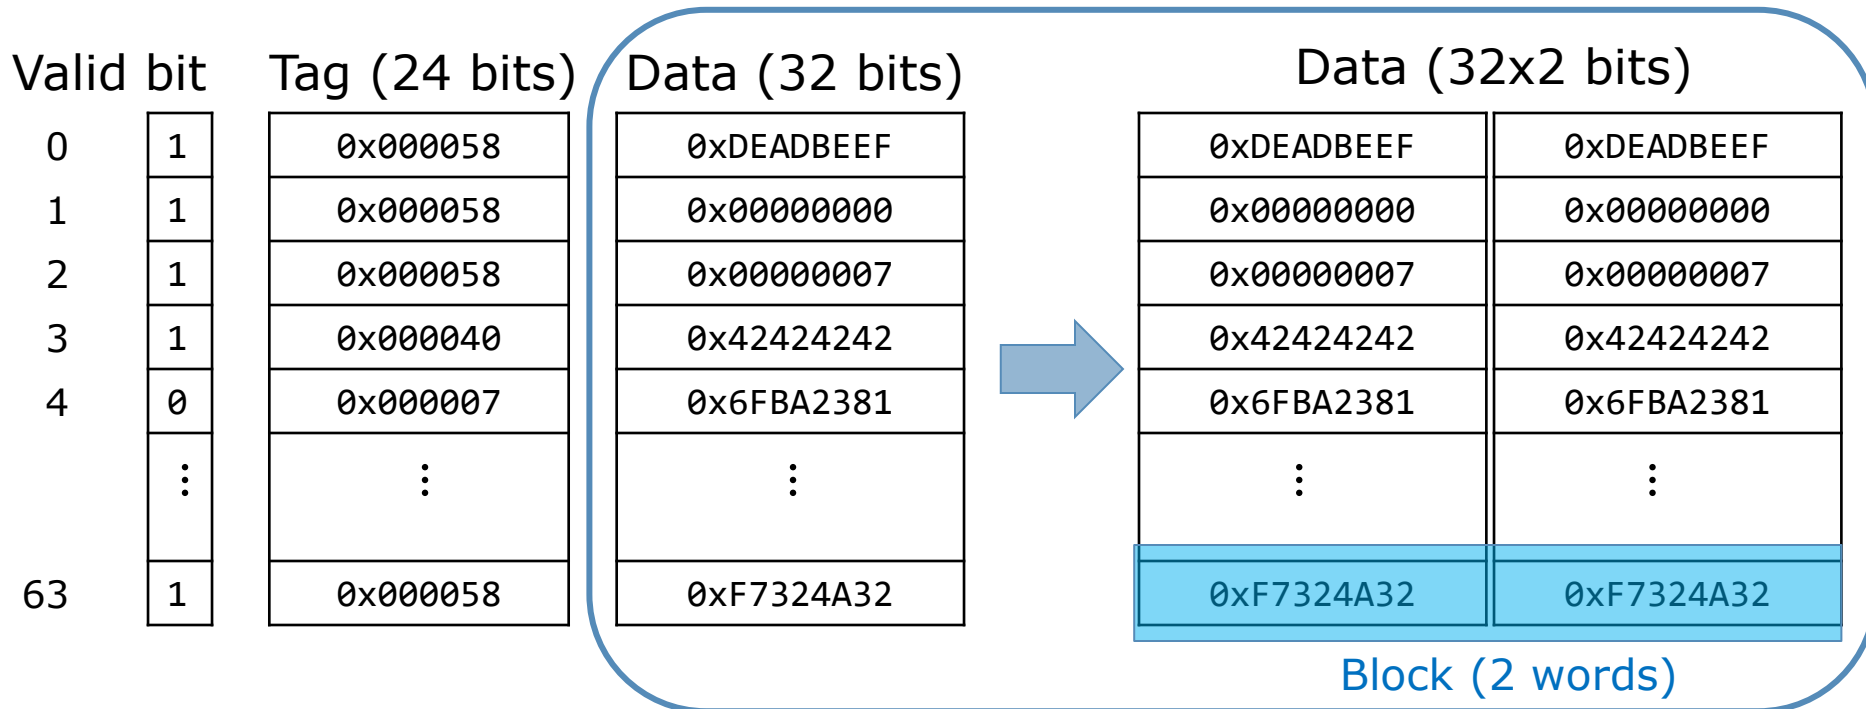 Valid bit Tag (24 bits) Data (32 bits) Data (32x2 bits)
0 1 0x000058 0xDEADBEEF 0xDEADBEEF 0xDEADBEEF
1 1 0x000058 0x00000000 0x00000000 0x00000000
2 1 0x000058 0x00000007 0x00000007 0x00000007
3 1 0x000040 0x42424242 0x42424242 0x42424242
4 0 0x000007 0x6FBA2381 0x6FBA2381 0x6FBA2381
⋮ ⋮ ⋮ ⋮ ⋮
63 1 0x000058 0xF7324A32 0xF7324A32 0xF7324A32
Block (2 words)